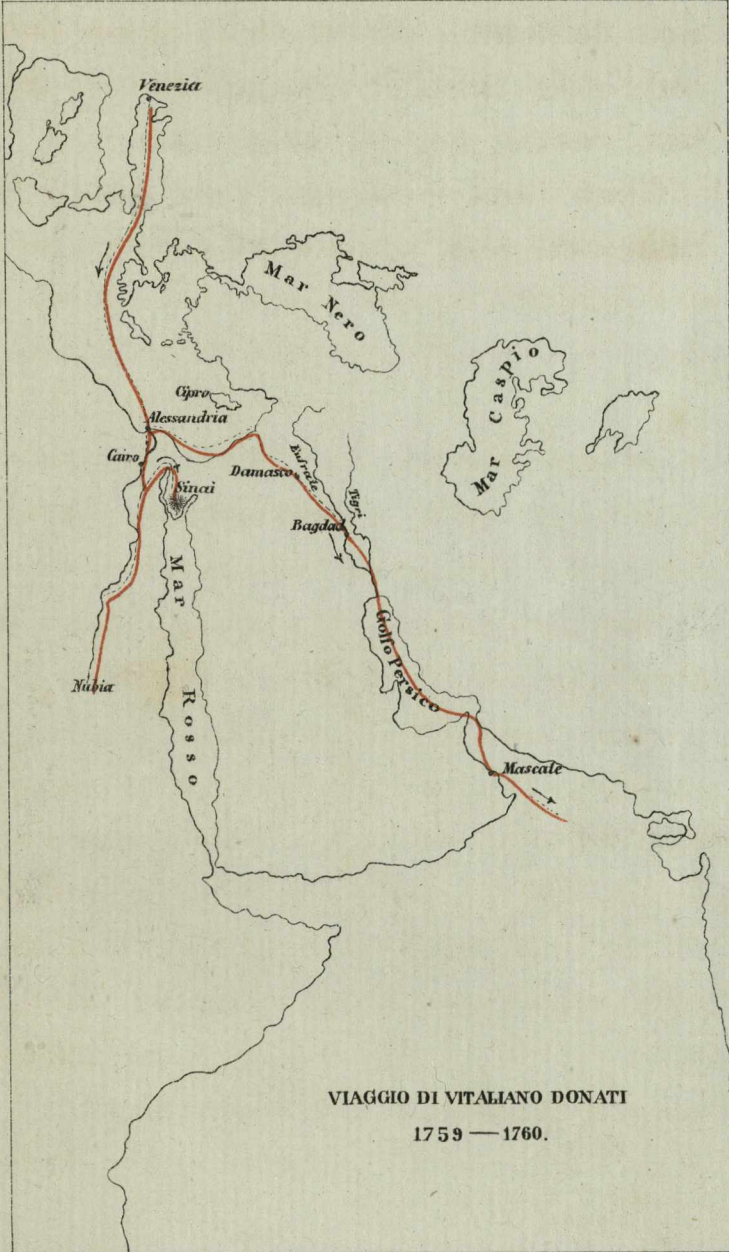 Venezia
Mar Nero
Mar Caspio
Cipro
Alessandria
Cairo
Sinai
Damasco
Eufrate
Tigri
Bagdad
Mar Rosso
Golfo Persico
Nubia
Mascate
VIAGGIO DI VITALIANO DONATI
1759 — 1760.